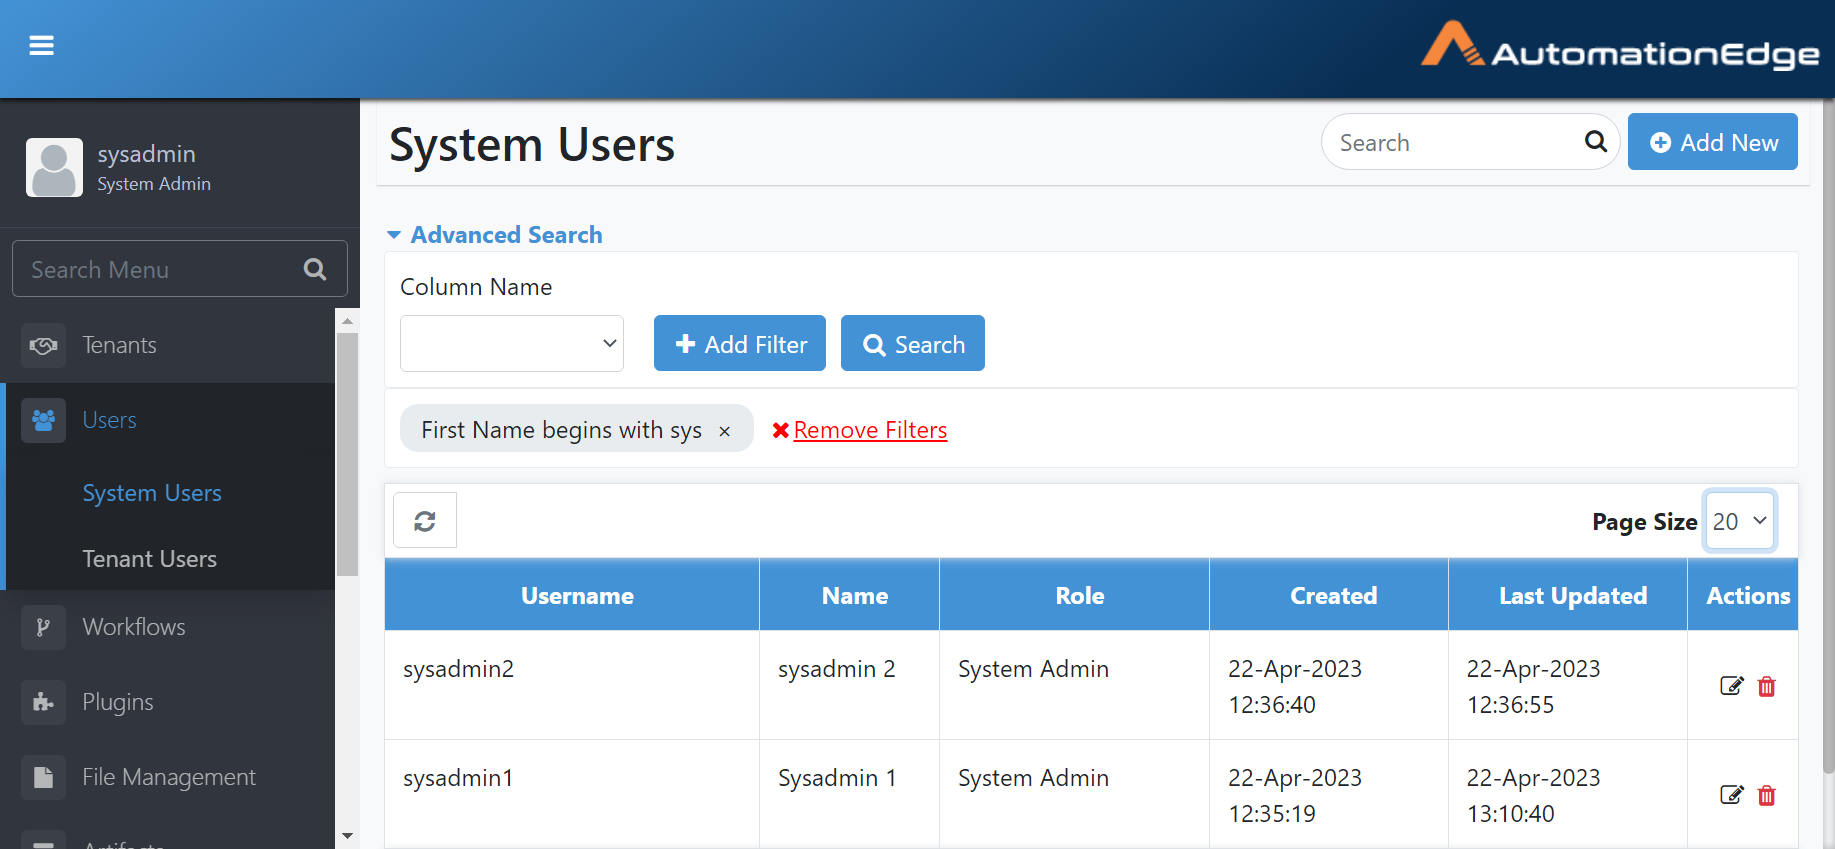 AutomationEdge
sysadmin
System Admin
Search Menu
Tenants
Users
System Users
Tenant Users
Workflows
Plugins
File Management
Artifacts
System Users
Search
Add New
Advanced Search
Column Name
Add Filter
Search
First Name begins with sys ×
Remove Filters
Page Size 20
Username Name Role Created Last Updated Actions
sysadmin2 sysadmin 2 System Admin 22-Apr-2023 22-Apr-2023
12:36:40 12:36:55
sysadmin1 Sysadmin 1 System Admin 22-Apr-2023 22-Apr-2023
12:35:19 13:10:40